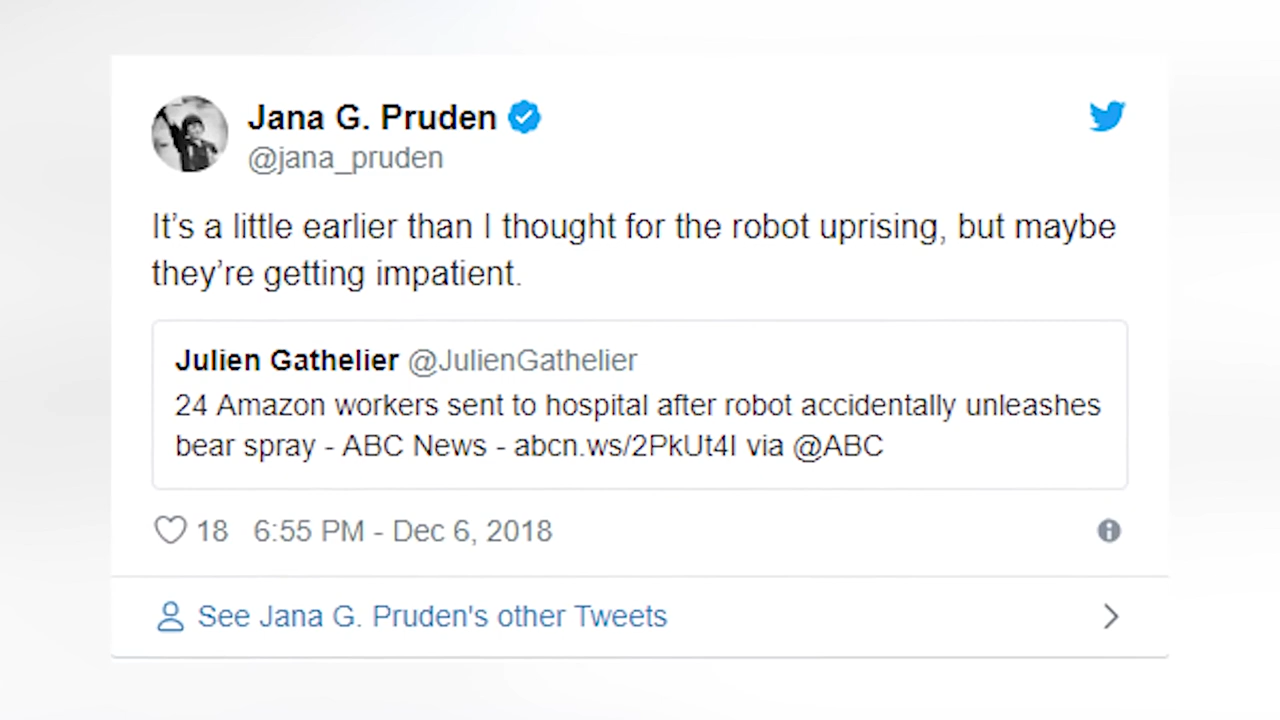 Jana G. Pruden
@jana_pruden
It’s a little earlier than I thought for the robot uprising, but maybe
they’re getting impatient.
Julien Gathelier @JulienGathelier
24 Amazon workers sent to hospital after robot accidentally unleashes
bear spray - ABC News - abcn.ws/2PkUt4I via @ABC
18 6:55 PM - Dec 6, 2018
See Jana G. Pruden's other Tweets